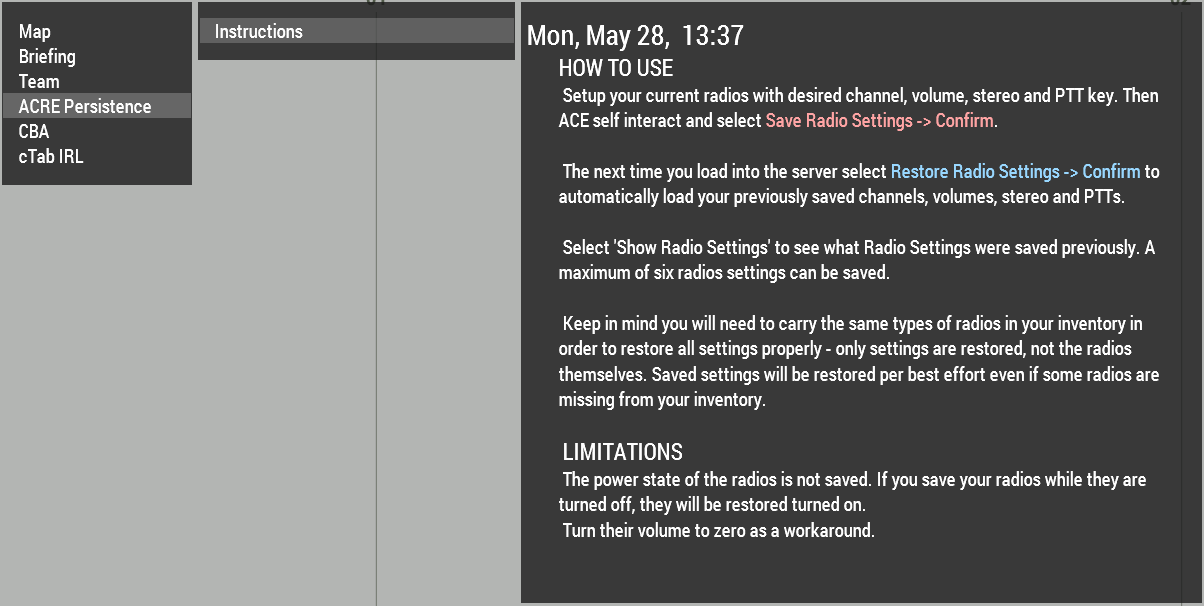 Map
Briefing
Team
ACRE Persistence
CBA
cTab IRL
Instructions
Mon, May 28, 13:37
HOW TO USE
Setup your current radios with desired channel, volume, stereo and PTT key. Then
ACE self interact and select Save Radio Settings -> Confirm.
The next time you load into the server select Restore Radio Settings -> Confirm to
automatically load your previously saved channels, volumes, stereo and PTTs.
Select 'Show Radio Settings' to see what Radio Settings were saved previously. A
maximum of six radios settings can be saved.
Keep in mind you will need to carry the same types of radios in your inventory in
order to restore all settings properly - only settings are restored, not the radios
themselves. Saved settings will be restored per best effort even if some radios are
missing from your inventory.
LIMITATIONS
The power state of the radios is not saved. If you save your radios while they are
turned off, they will be restored turned on.
Turn their volume to zero as a workaround.